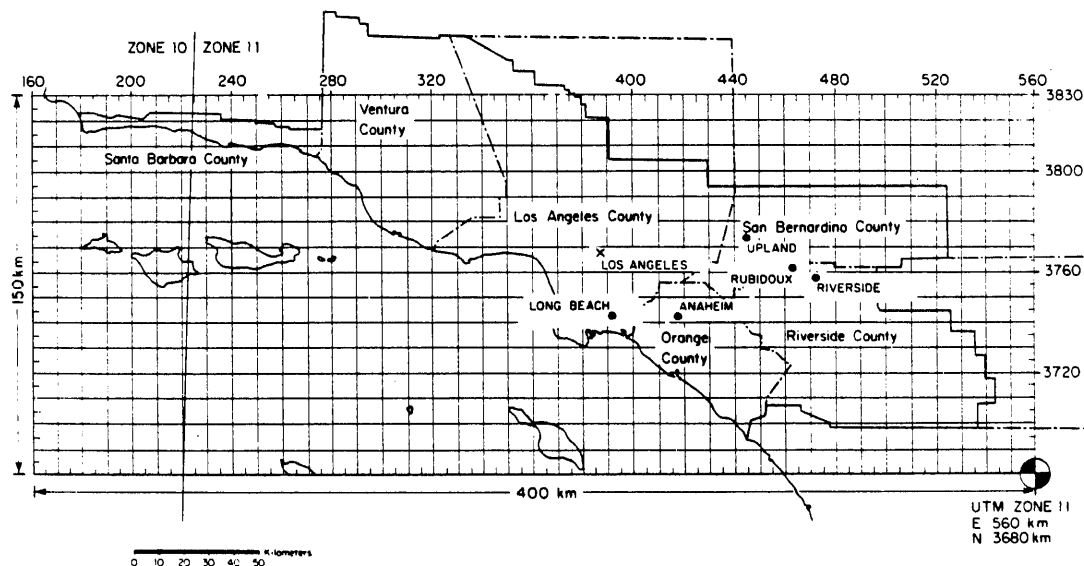 ZONE 10 ZONE 11
160 200 240 280 320 400 445 480 520 560
3830
Ventura
County
Santa Barbara County
3800
Los Angeles County
San Bernardino County
UPLAND
LOS ANGELES
3760
RUBIDOUX
RIVERSIDE
150 km
LONG BEACH
ANAHEIM
Orange
County
Riverside County
3720
400 km
UTM ZONE 11
E 560 km
N 3680 km
Kilometers
0 10 20 30 40 50